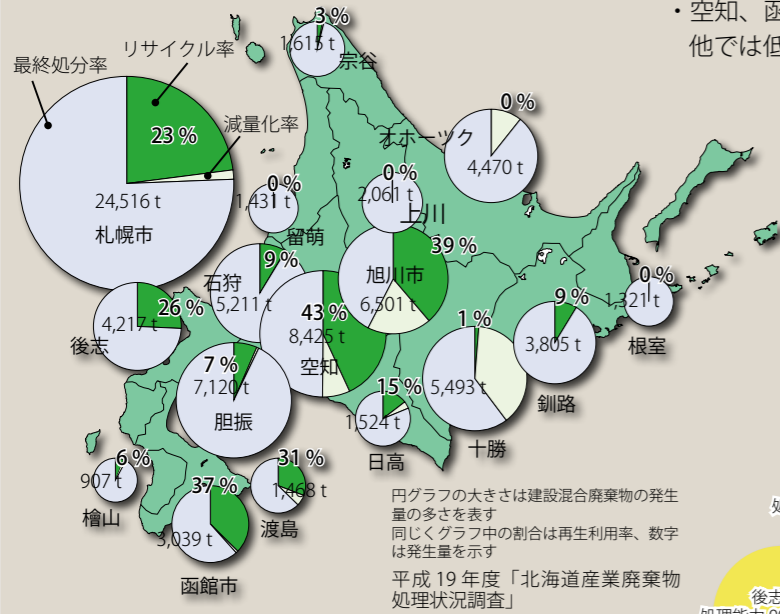 ・空知、函
他では低
最終処分率
リサイクル率
減量化率
23 %
24,516 t
札幌市
3 %
1,615 t
宗谷
オホーツク
0 %
4,470 t
0 %
1,431 t
留萌
0 %
2,061 t
上川
39 %
旭川市
6,501 t
石狩
9 %
5,211 t
43 %
8,425 t
空知
26 %
4,217 t
後志
7 %
7,120 t
胆振
1 %
5,493 t
十勝
9 %
3,805 t
釧路
0 %
1,321 t
根室
15 %
1,524 t
日高
6 %
907 t
檜山
37 %
3,039 t
函館市
31 %
1,468 t
渡島
円グラフの大きさは建設混合廃棄物の発生
量の多さを表す
同じくグラフ中の割合は再生利用率、数字
は発生量を示す
平成 19 年度「北海道産業廃棄物
処理状況調査」
後志